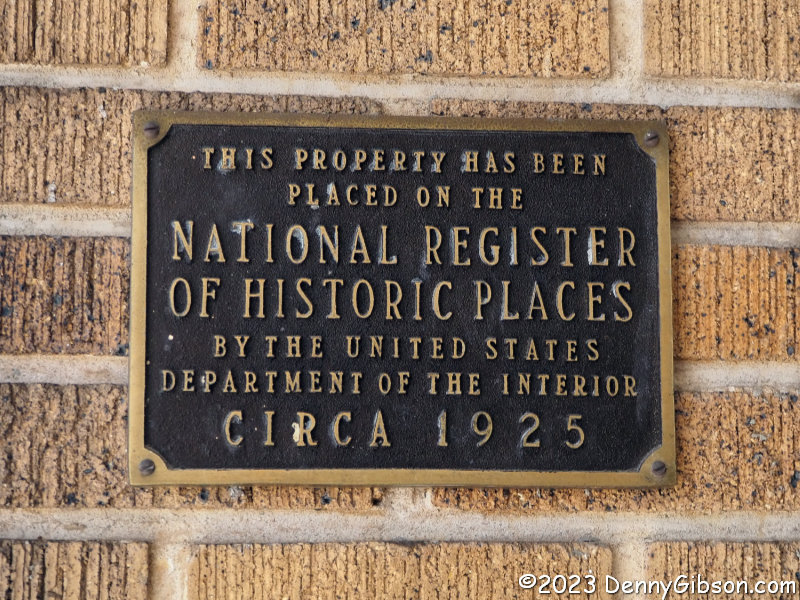 THIS PROPERTY HAS BEEN
PLACED ON THE
NATIONAL REGISTER
OF HISTORIC PLACES
BY THE UNITED STATES
DEPARTMENT OF THE INTERIOR
CIRCA 1925
©2023 DennyGibson.com